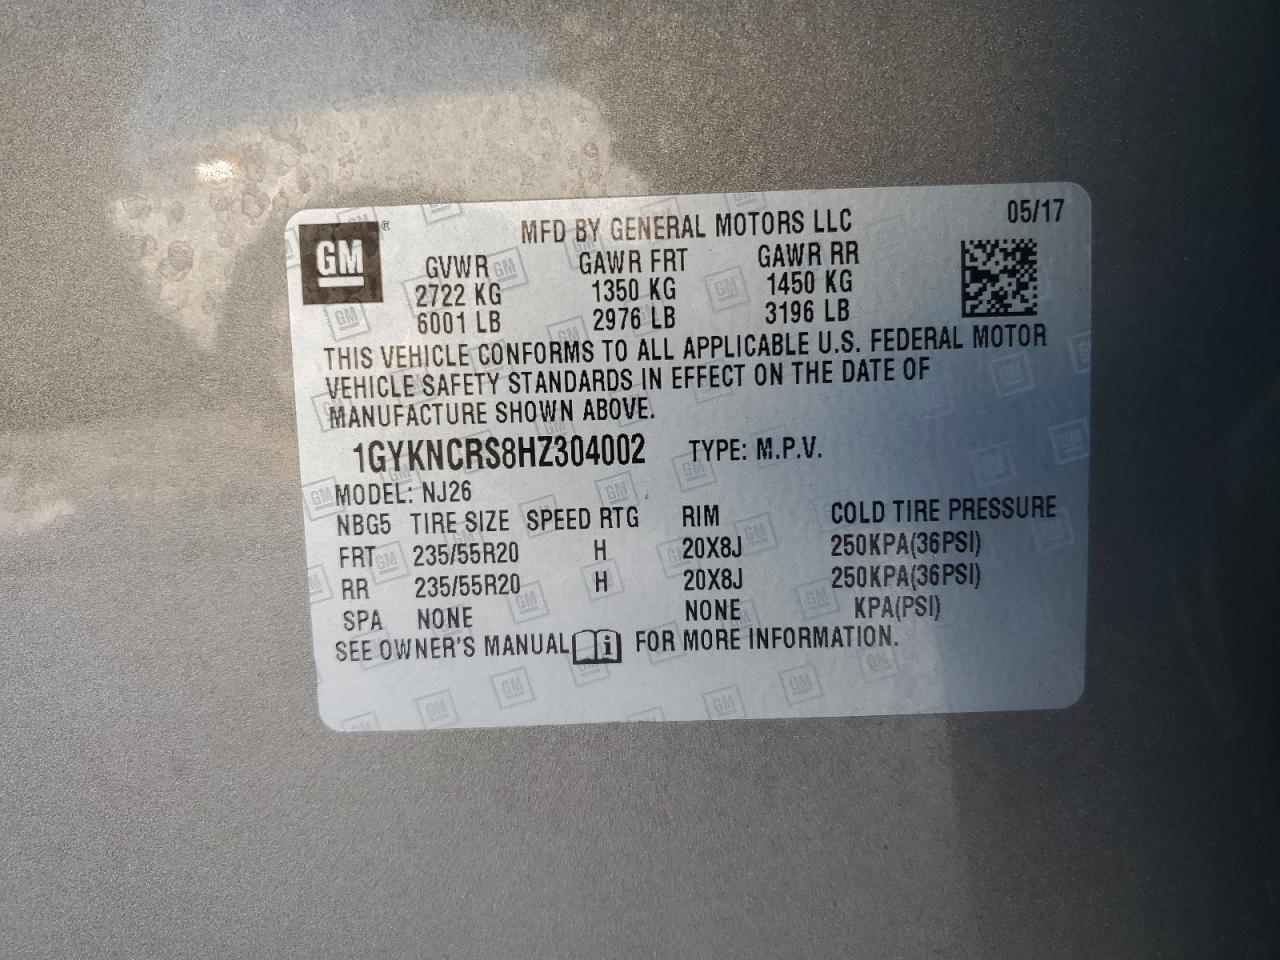 GM ® MFD BY GENERAL MOTORS LLC 05/17
GVWR GAWR FRT GAWR RR
2722 KG 1350 KG 1450 KG
6001 LB 2976 LB 3196 LB
THIS VEHICLE CONFORMS TO ALL APPLICABLE U.S. FEDERAL MOTOR
VEHICLE SAFETY STANDARDS IN EFFECT ON THE DATE OF
MANUFACTURE SHOWN ABOVE.
1GYKNCRS8HZ304002 TYPE: M.P.V.
MODEL: NJ26
NBG5 TIRE SIZE SPEED RTG RIM COLD TIRE PRESSURE
FRT 235/55R20 H 20X8J 250KPA(36PSI)
RR 235/55R20 H 20X8J 250KPA(36PSI)
SPA NONE NONE KPA(PSI)
SEE OWNER'S MANUAL i FOR MORE INFORMATION.